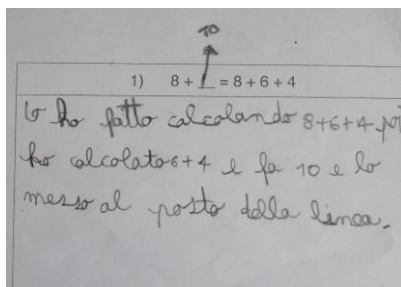 10
1) 8 + __ = 8 + 6 + 4
ho fatto calcolando 8+6+4 poi
ho calcolato 6+4 e fa 10 e lo
messo al posto della linea.